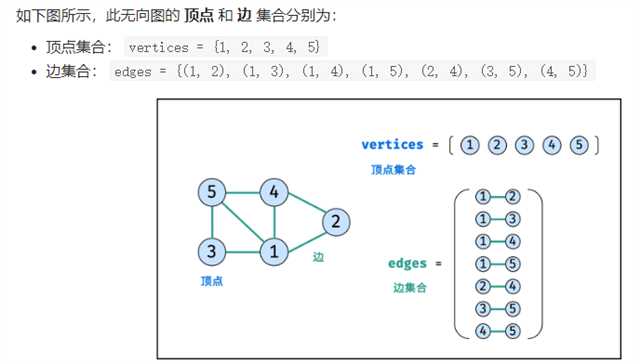 如下图所示，此无向图的 顶点 和 边 集合分别为：
• 顶点集合： vertices = {1, 2, 3, 4, 5}
• 边集合： edges = {(1, 2), (1, 3), (1, 4), (1, 5), (2, 4), (3, 5), (4, 5)}
vertices = [ 1 2 3 4 5 ]
顶点集合
5 4
2
3 1
边
顶点
edges =
边集合
1 2
1 3
1 4
1 5
2 4
3 5
4 5